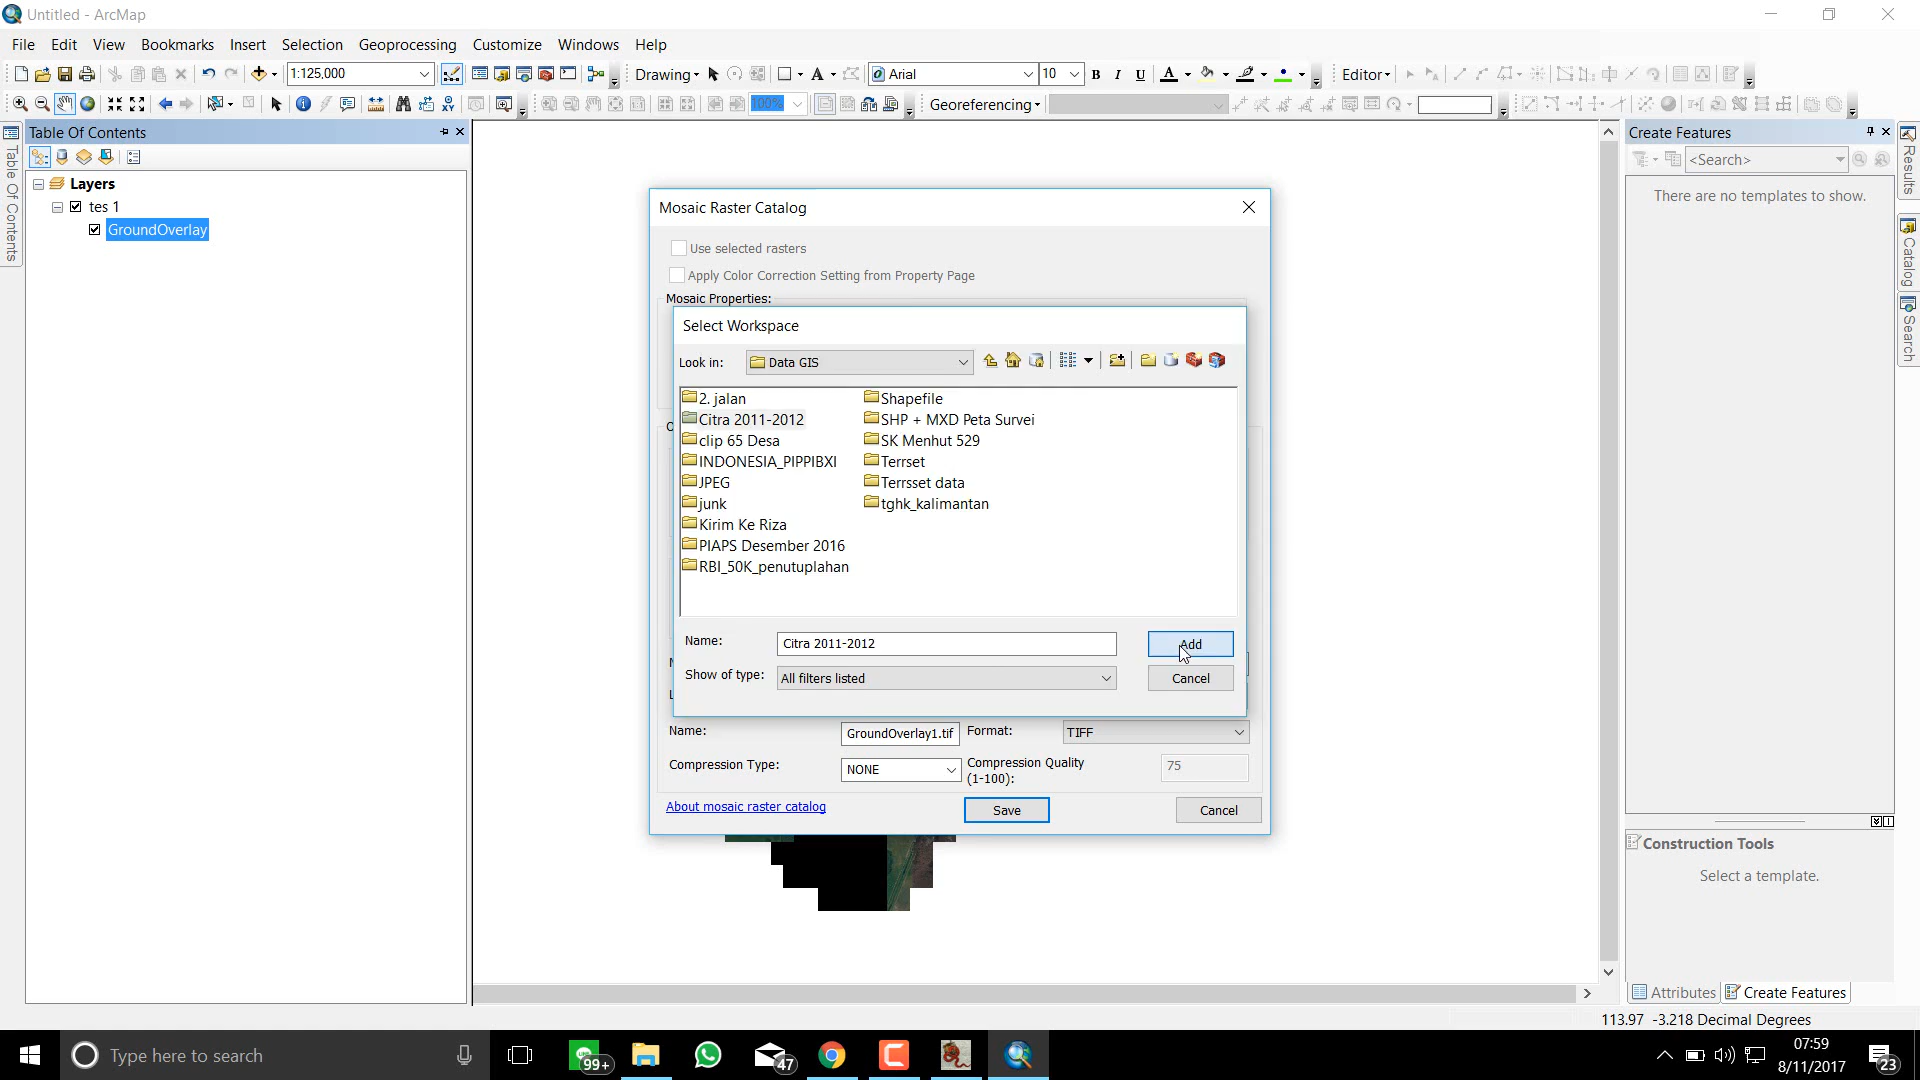 Untitled - ArcMap
File Edit View Bookmarks Insert Selection Geoprocessing Customize Windows Help
1:125,000 Drawing Arial 10 B I U A Editor
100% Georeferencing
Table Of Contents
Table Of Contents
Layers
tes 1
GroundOverlay
Mosaic Raster Catalog
Use selected rasters
Apply Color Correction Setting from Property Page
Mosaic Properties:
Select Workspace
Look in: Data GIS
2. jalan
Citra 2011-2012
clip 65 Desa
INDONESIA_PIPPIBXI
JPEG
junk
Kirim Ke Riza
PIAPS Desember 2016
RBI_50K_penutuplahan
Shapefile
SHP + MXD Peta Survei
SK Menhut 529
Terrset
Terrsset data
tghk_kalimantan
Name: Citra 2011-2012 Add
Show of type: All filters listed Cancel
Name: GroundOverlay1.tif Format: TIFF
Compression Type: NONE Compression Quality (1-100): 75
About mosaic raster catalog Save Cancel
Create Features
<Search>
There are no templates to show.
Construction Tools
Select a template.
Attributes Create Features
Results
Catalog
Search
113.97 -3.218 Decimal Degrees
Type here to search
99+
47
07:59
8/11/2017
23